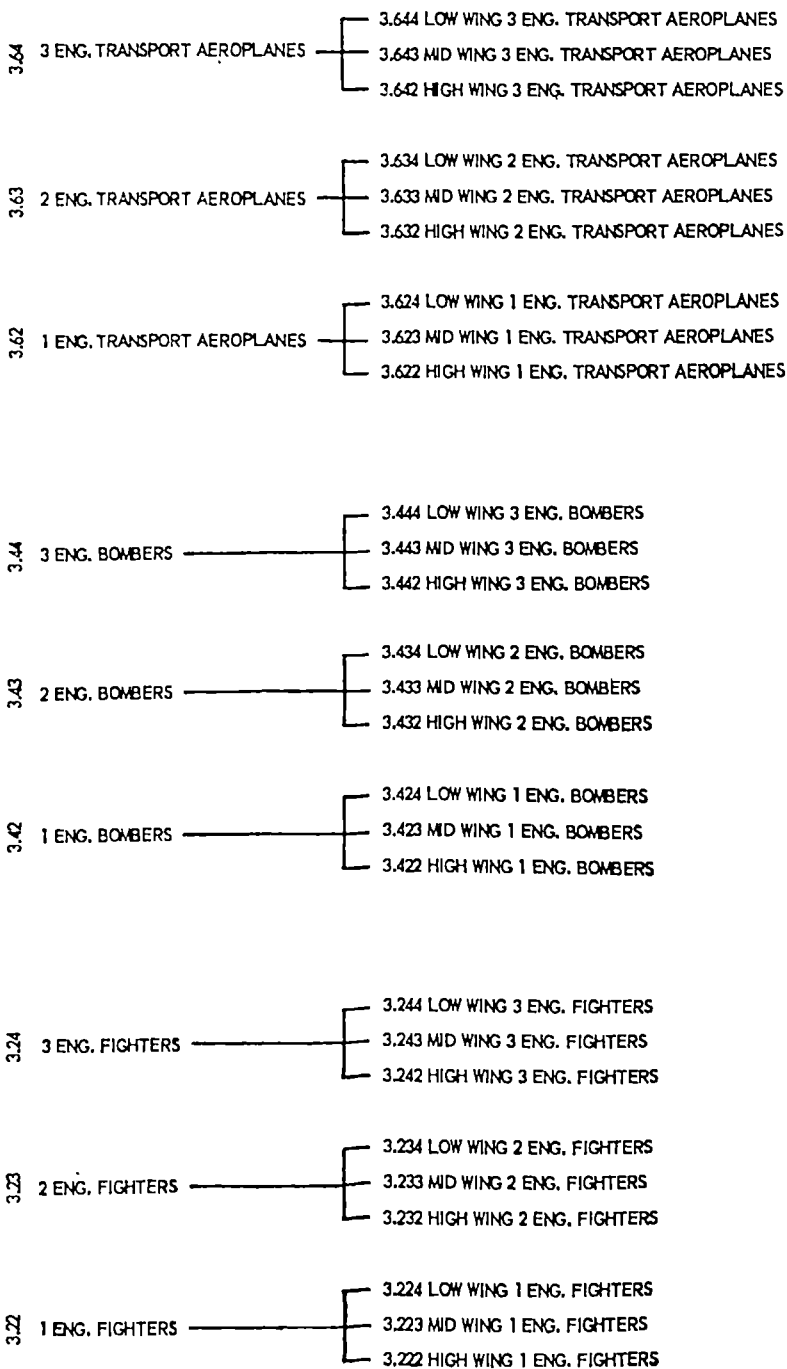 3.644 LOW WING 3 ENG. TRANSPORT AEROPLANES
3.64 3 ENG. TRANSPORT AEROPLANES
3.643 MID WING 3 ENG. TRANSPORT AEROPLANES
3.642 HIGH WING 3 ENG. TRANSPORT AEROPLANES
3.634 LOW WING 2 ENG. TRANSPORT AEROPLANES
3.63 2 ENG. TRANSPORT AEROPLANES
3.633 MID WING 2 ENG. TRANSPORT AEROPLANES
3.632 HIGH WING 2 ENG. TRANSPORT AEROPLANES
3.624 LOW WING 1 ENG. TRANSPORT AEROPLANES
3.62 1 ENG. TRANSPORT AEROPLANES
3.623 MID WING 1 ENG. TRANSPORT AEROPLANES
3.622 HIGH WING 1 ENG. TRANSPORT AEROPLANES
3.444 LOW WING 3 ENG. BOMBERS
3.44 3 ENG. BOMBERS
3.443 MID WING 3 ENG. BOMBERS
3.442 HIGH WING 3 ENG. BOMBERS
3.434 LOW WING 2 ENG. BOMBERS
3.43 2 ENG. BOMBERS
3.433 MID WING 2 ENG. BOMBERS
3.432 HIGH WING 2 ENG. BOMBERS
3.424 LOW WING 1 ENG. BOMBERS
3.42 1 ENG. BOMBERS
3.423 MID WING 1 ENG. BOMBERS
3.422 HIGH WING 1 ENG. BOMBERS
3.244 LOW WING 3 ENG. FIGHTERS
3.24 3 ENG. FIGHTERS
3.243 MID WING 3 ENG. FIGHTERS
3.242 HIGH WING 3 ENG. FIGHTERS
3.234 LOW WING 2 ENG. FIGHTERS
3.23 2 ENG. FIGHTERS
3.233 MID WING 2 ENG. FIGHTERS
3.232 HIGH WING 2 ENG. FIGHTERS
3.224 LOW WING 1 ENG. FIGHTERS
3.22 1 ENG. FIGHTERS
3.223 MID WING 1 ENG. FIGHTERS
3.222 HIGH WING 1 ENG. FIGHTERS